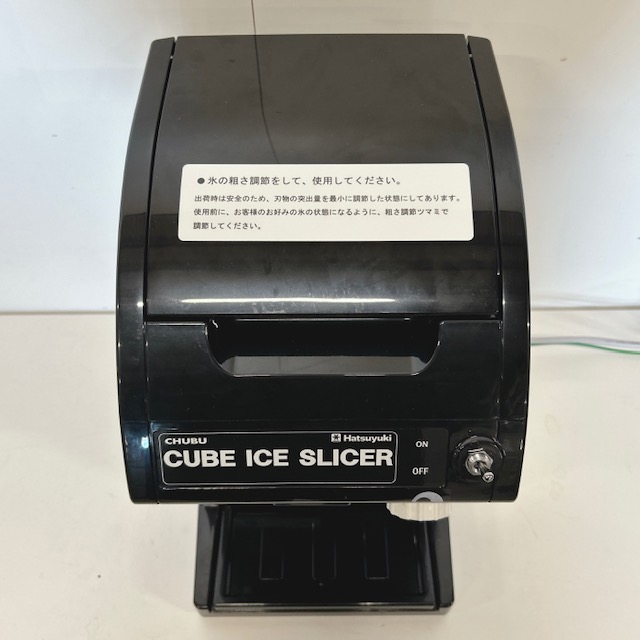 ●氷の粗さ調節をして、使用してください。
出荷時は安全のため、刃物の突出量を最小に調節した状態にしてあります。
使用前に、お客様のお好みの氷の状態になるように、粗さ調節ツマミで
調節してください。
CHUBU Hatsuyuki
CUBE ICE SLICER
ON
OFF